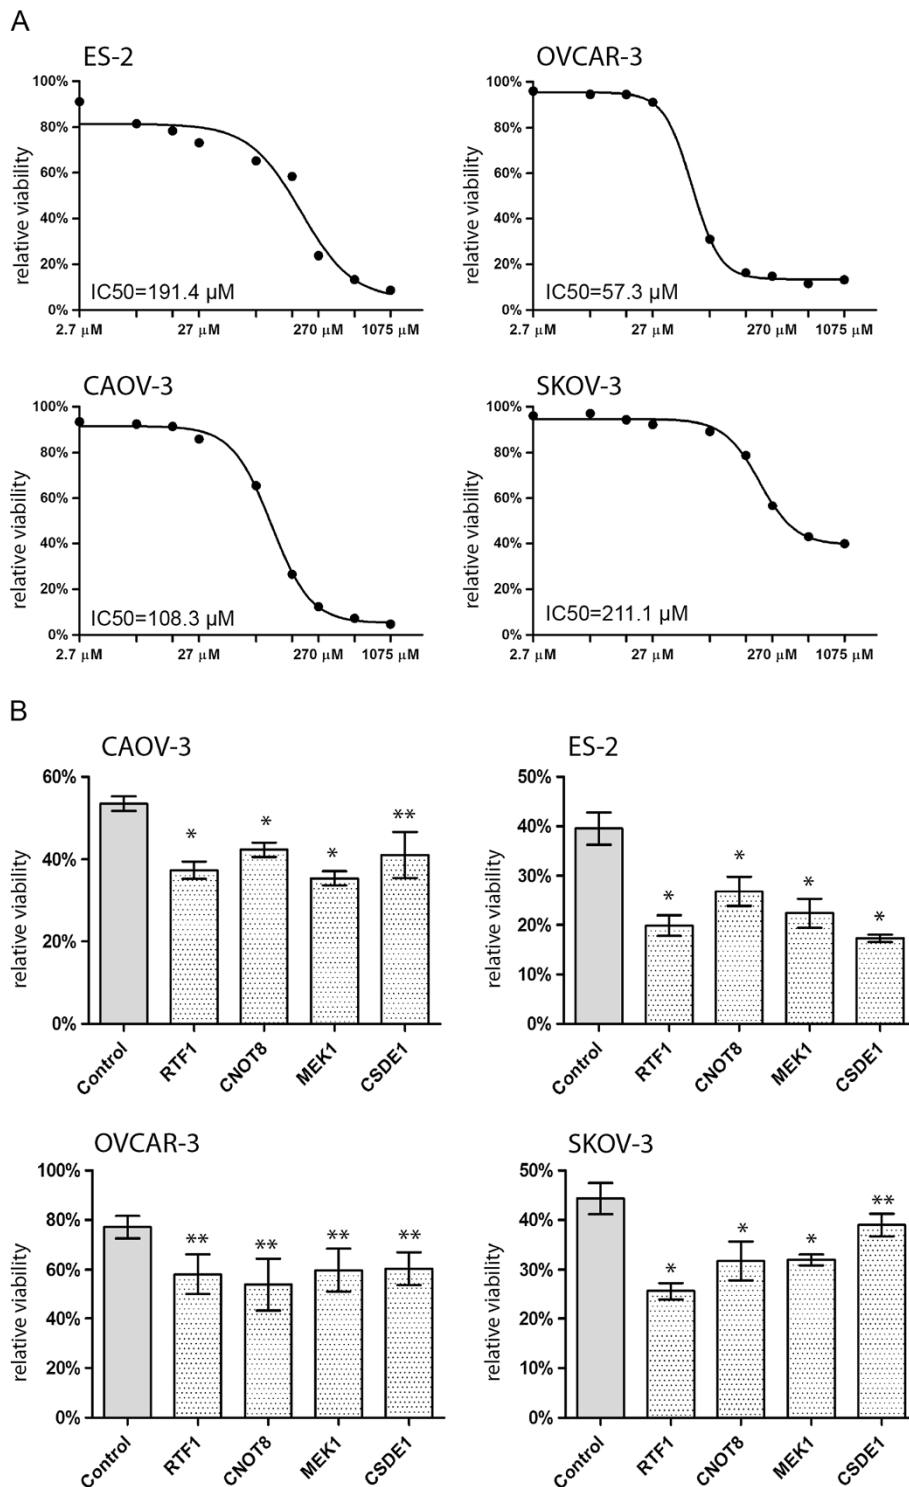 A
ES-2
OVCAR-3
relative viability
100%
80%
60%
40%
20%
0%
IC50=191.4 µM
2.7 µM
27 µM
270 µM
1075 µM
relative viability
100%
80%
60%
40%
20%
0%
IC50=57.3 µM
2.7 µM
27 µM
270 µM
1075 µM
CAOV-3
SKOV-3
relative viability
100%
80%
60%
40%
20%
0%
IC50=108.3 µM
2.7 µM
27 µM
270 µM
1075 µM
relative viability
100%
80%
60%
40%
20%
0%
IC50=211.1 µM
2.7 µM
27 µM
270 µM
1075 µM
B
CAOV-3
relative viability
60%
40%
20%
0%
*
*
*
**
Control
RTF1
CNOT8
MEK1
CSDE1
ES-2
relative viability
50%
40%
30%
20%
10%
0%
*
*
*
*
Control
RTF1
CNOT8
MEK1
CSDE1
OVCAR-3
relative viability
100%
80%
60%
40%
20%
0%
**
**
**
**
Control
RTF1
CNOT8
MEK1
CSDE1
SKOV-3
relative viability
50%
40%
30%
20%
10%
0%
*
*
*
**
Control
RTF1
CNOT8
MEK1
CSDE1